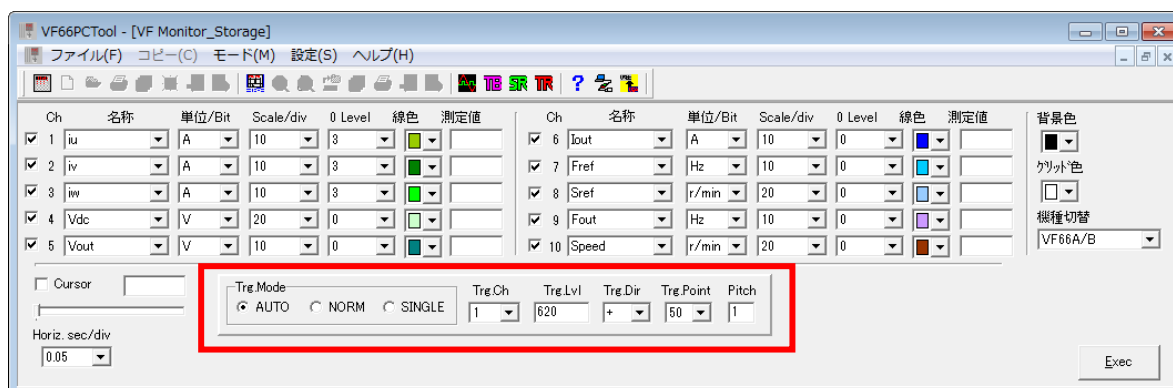 VF66PCTool - [VF Monitor_Storage]
ファイル(F) コピー(C) モード(M) 設定(S) ヘルプ(H)
TB SR TR ?
Ch 名称 単位/Bit Scale/div 0 Level 線色 測定値 Ch 名称 単位/Bit Scale/div 0 Level 線色 測定値 背景色
1 iu A 10 3 6 Iout A 10 0
2 iv A 10 3 7 Fref Hz 10 0 グリッド色
3 iw A 10 3 8 Sref r/min 20 0
4 Vdc V 20 0 9 Fout Hz 10 0 機種切替
5 Vout V 10 0 10 Speed r/min 20 0 VF66A/B
Cursor
Trg.Mode Trg.Ch Trg.Lvl Trg.Dir Trg.Point Pitch
AUTO NORM SINGLE 1 620 + 50 1
Horiz. sec/div
0.05
Exec